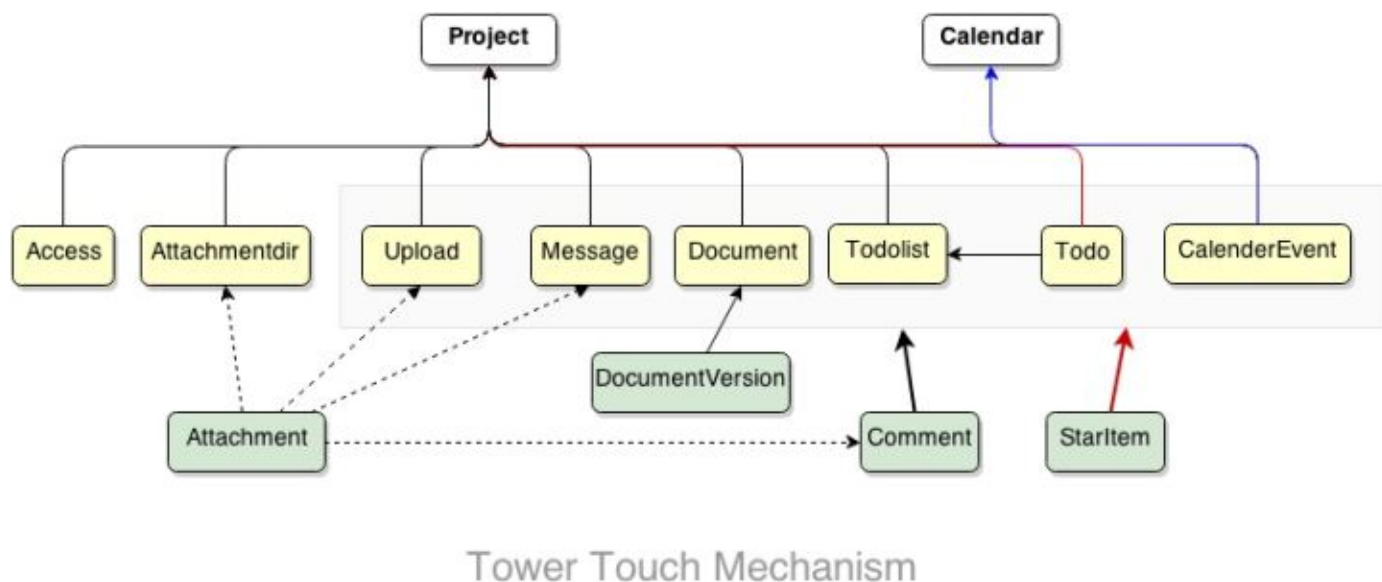 Project
Calendar
Access
Attachmentdir
Upload
Message
Document
Todolist
Todo
CalenderEvent
DocumentVersion
Attachment
Comment
StarItem
Tower Touch Mechanism